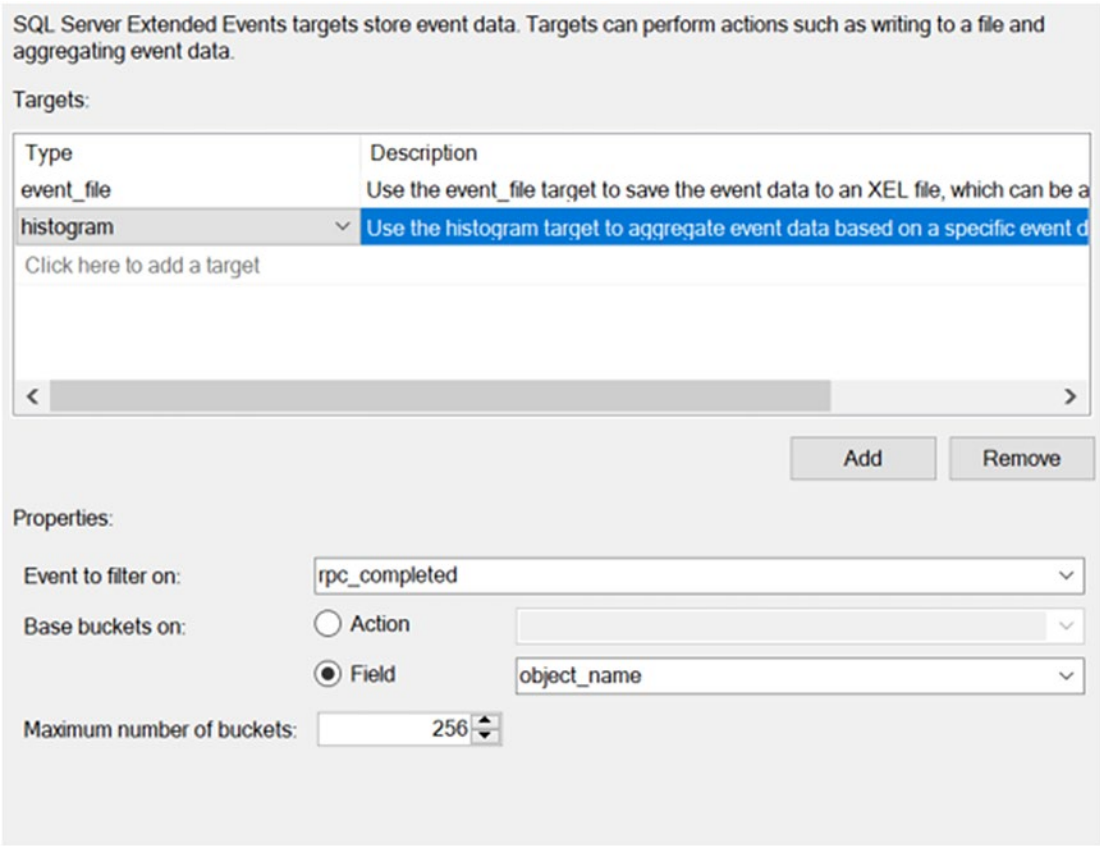 SQL Server Extended Events targets store event data. Targets can perform actions such as writing to a file and
aggregating event data.
Targets:
Type Description
event_file Use the event_file target to save the event data to an XEL file, which can be a
histogram Use the histogram target to aggregate event data based on a specific event d
Click here to add a target
Add Remove
Properties:
Event to filter on: rpc_completed
Base buckets on: Action
Field object_name
Maximum number of buckets: 256